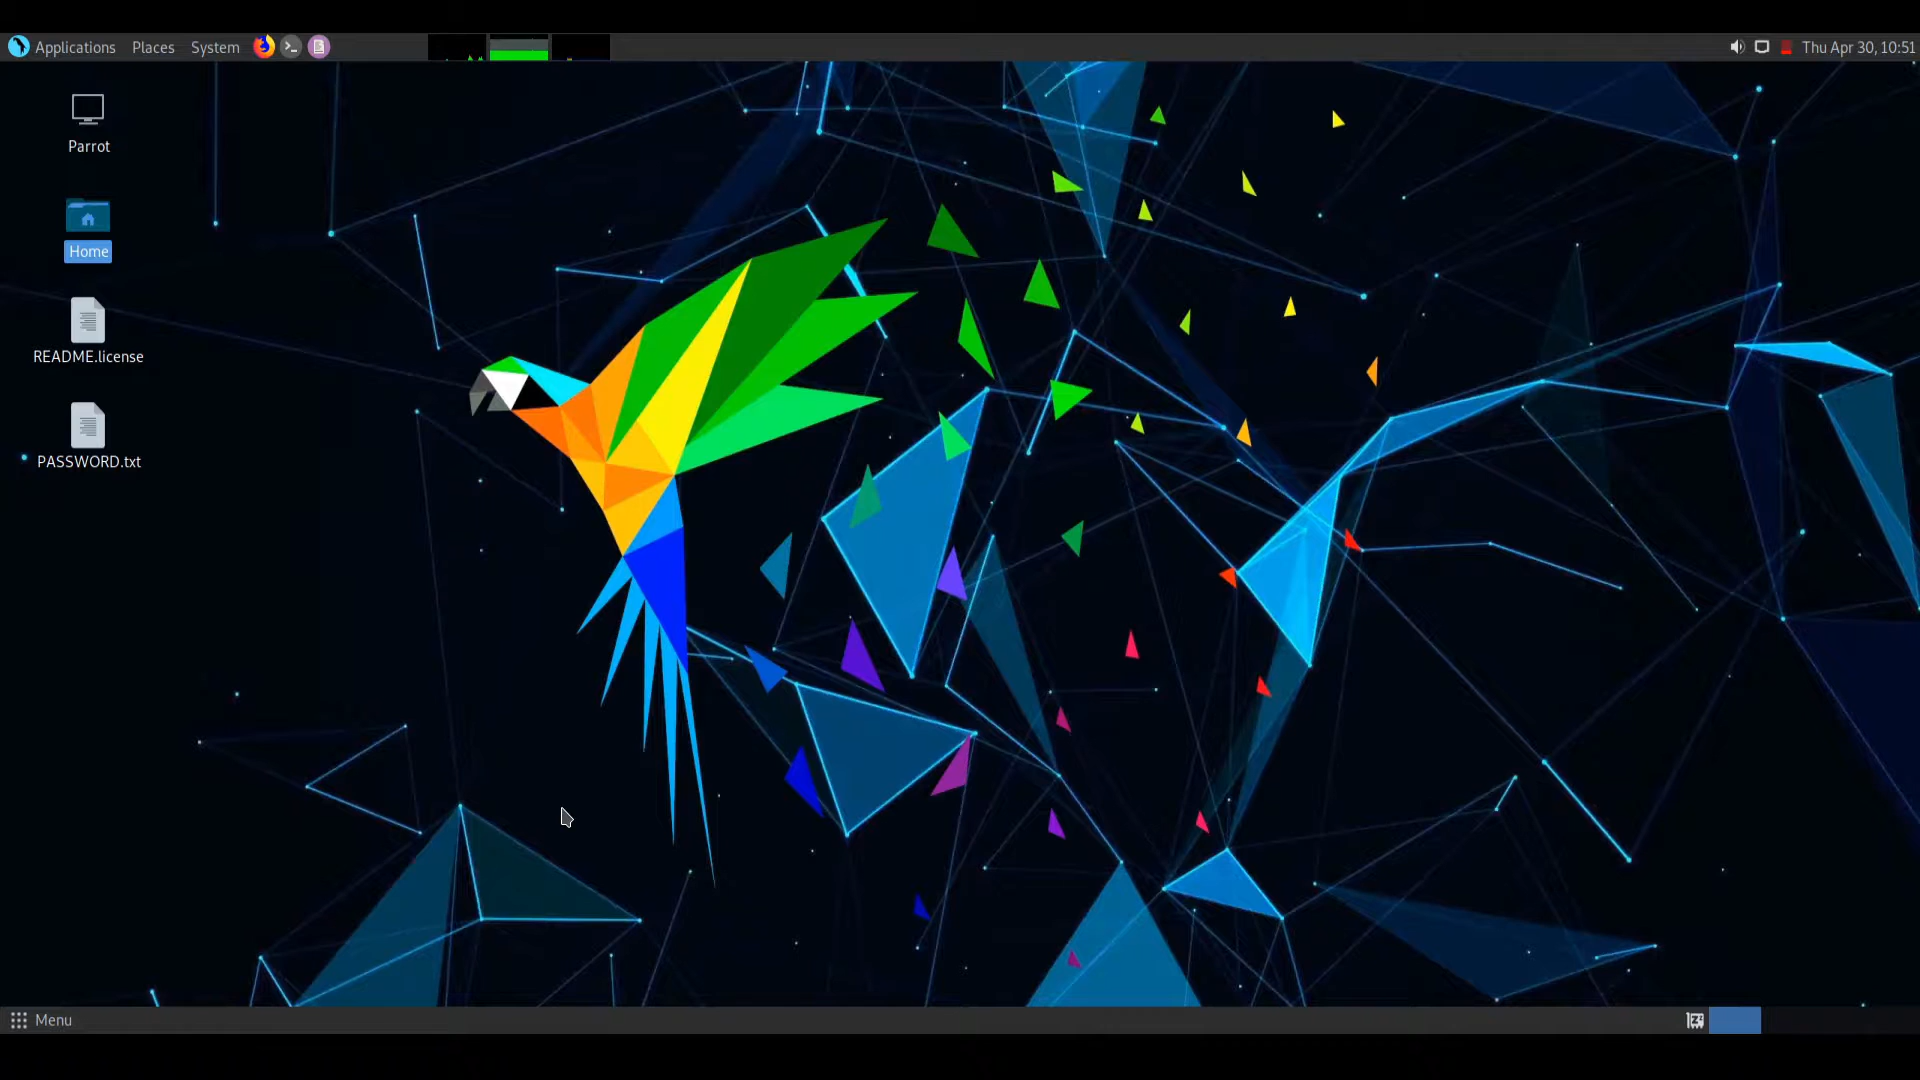 Applications Places System Thu Apr 30, 10:51
Parrot
Home
README.license
PASSWORD.txt
Menu